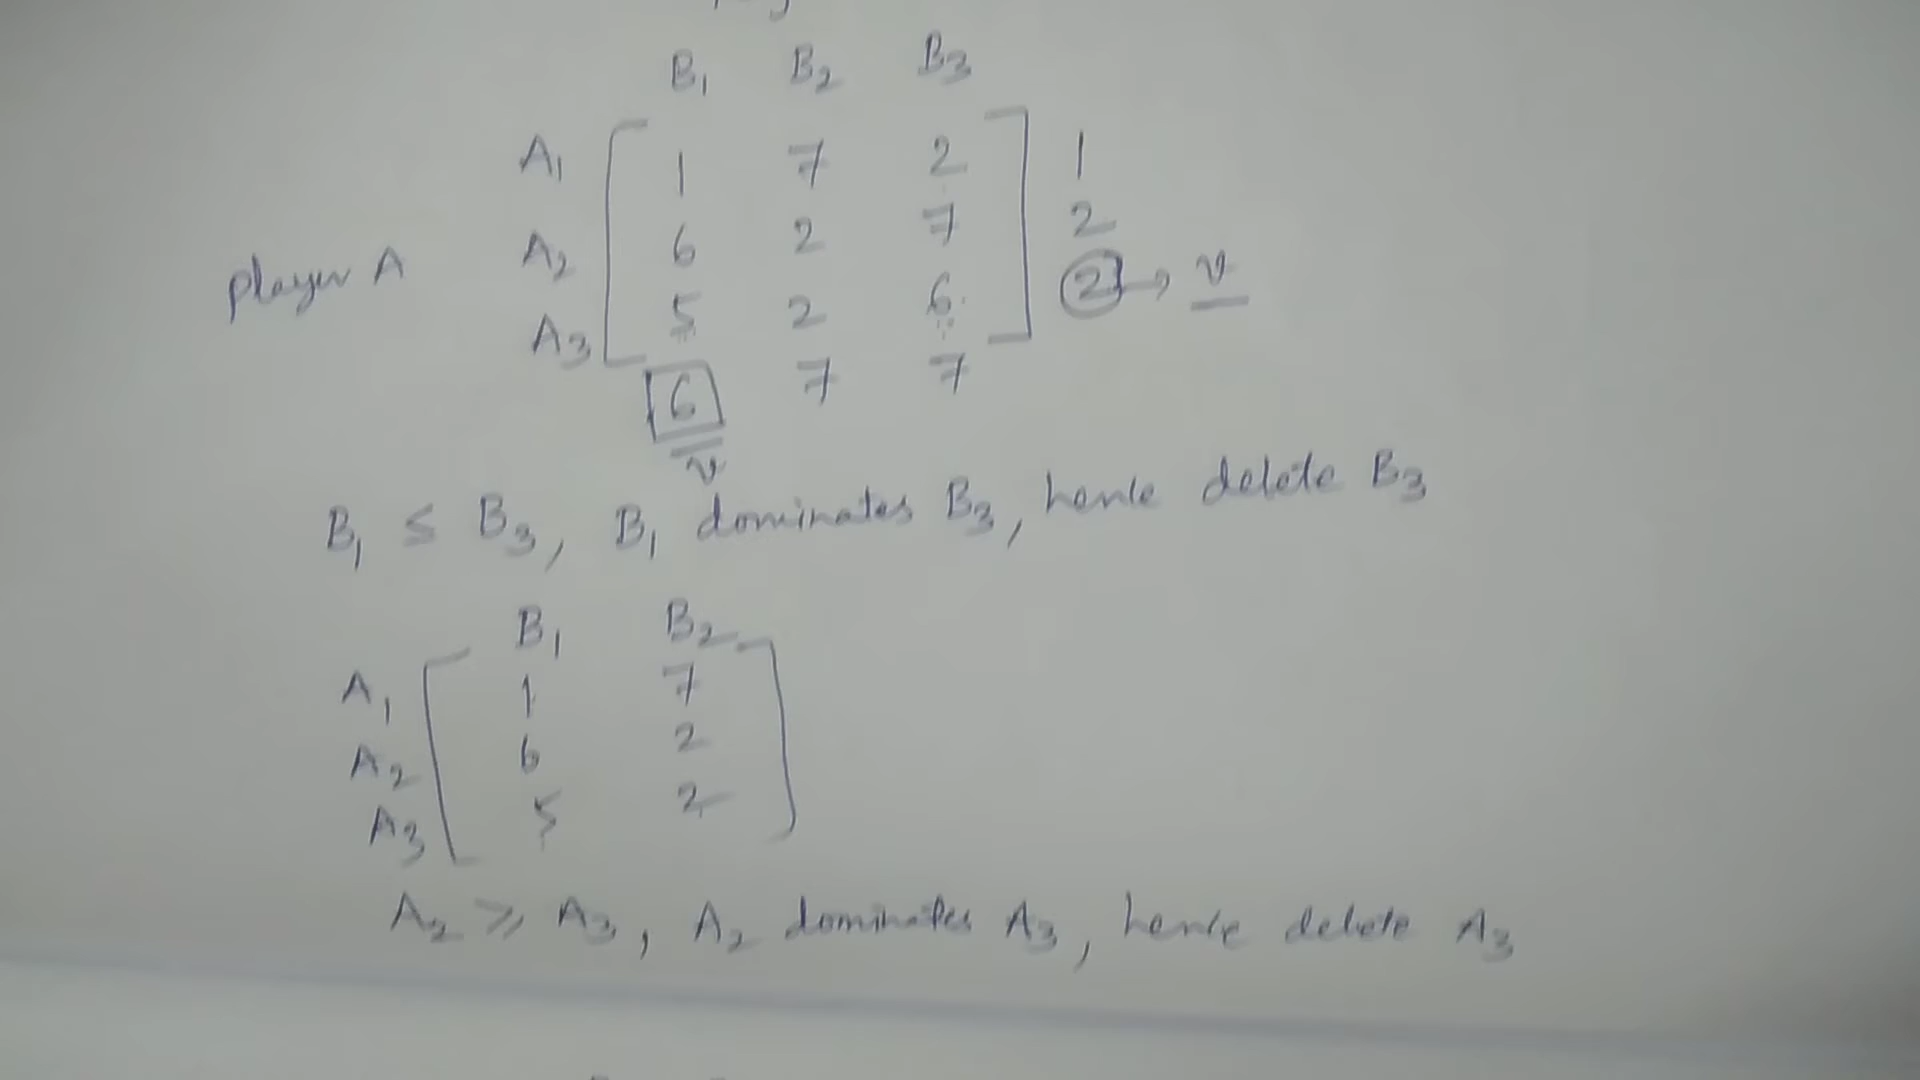 B₁ B₂ B₃
A₁ 1 7 2 1
A₂ 6 2 7 2
Player A
A₃ 5 2 6 2 → v
6 7 7
v
B₁ ≤ B₃, B₁ dominates B₃, hence delete B₃
B₁ B₂
A₁ 1 7
A₂ 6 2
A₃ 5 2
A₂ ≥ A₃, A₂ dominates A₃, hence delete A₃